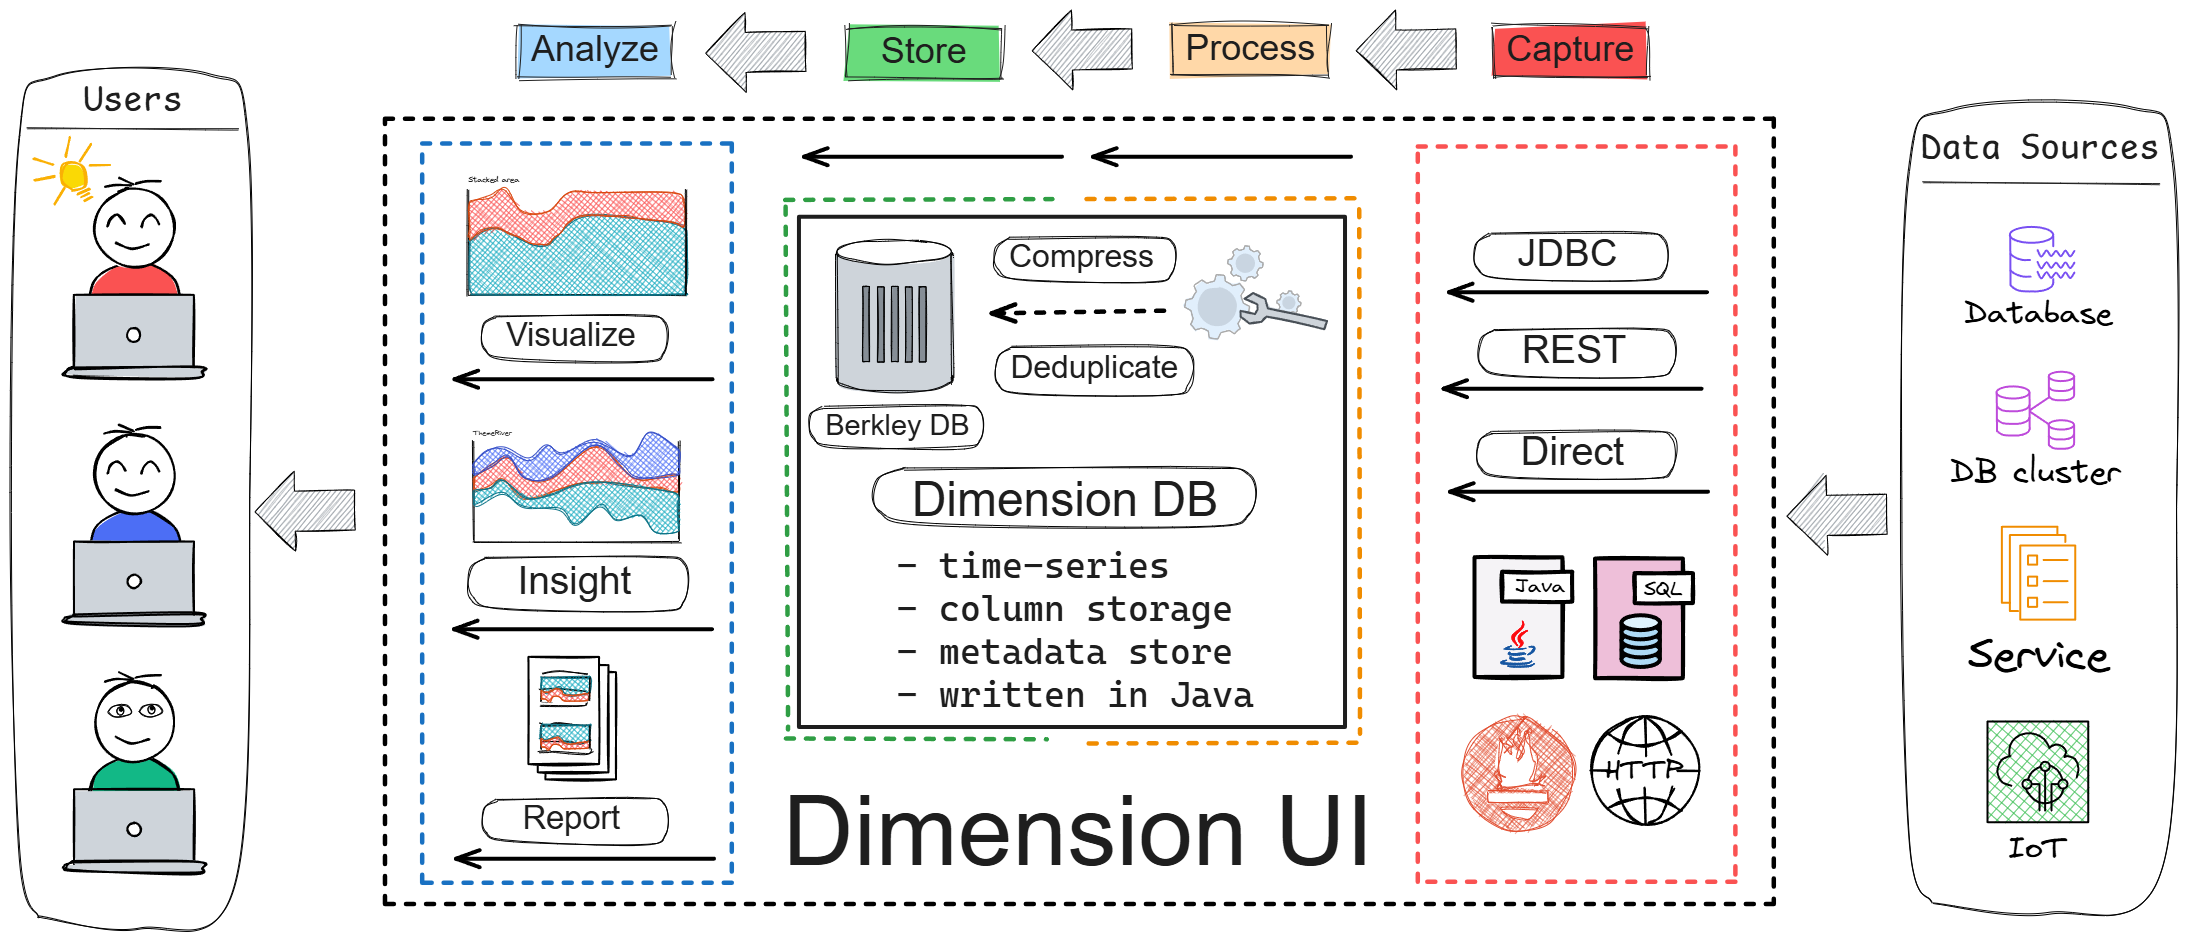 Analyze
Store
Process
Capture
Users
Stacked area
Visualize
ThemeRiver
Insight
Report
Compress
Deduplicate
Berkley DB
Dimension DB
- time-series
- column storage
- metadata store
- written in Java
Dimension UI
JDBC
REST
Direct
Java
SQL
HTTP
Data Sources
Database
DB cluster
Service
IoT